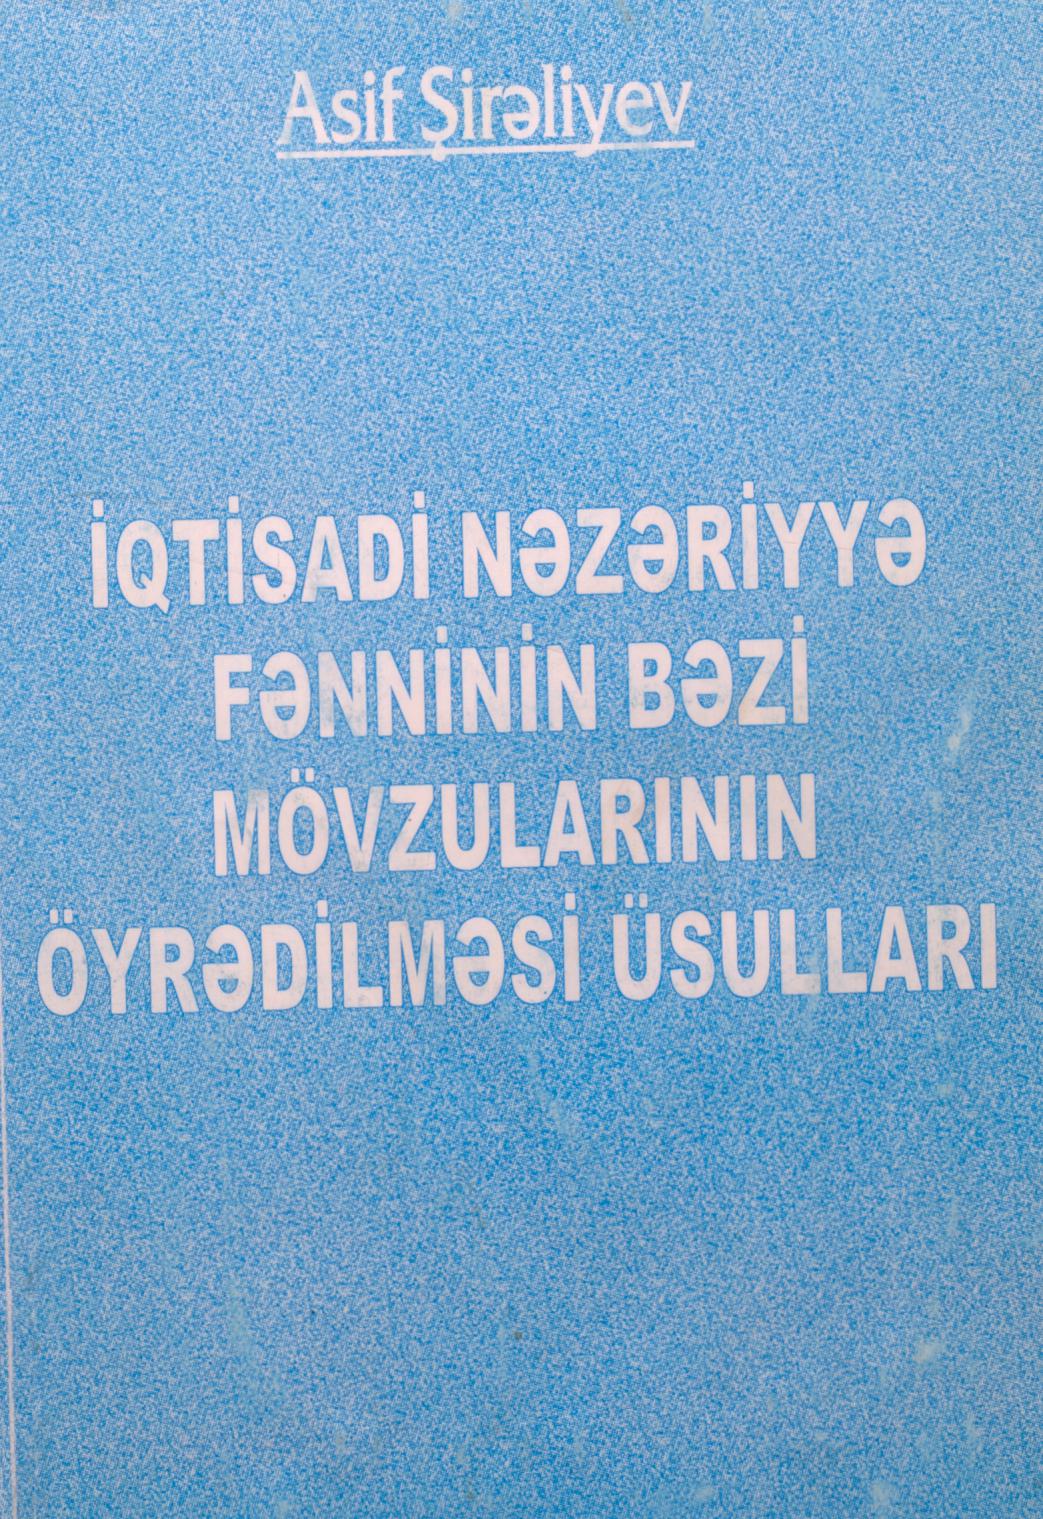 Asif Şirəliyev
İQTİSADİ NƏZƏRİYYƏ
FƏNNİNİN BƏZİ
MÖVZULARININ
ÖYRƏDİLMƏSİ ÜSULLARI